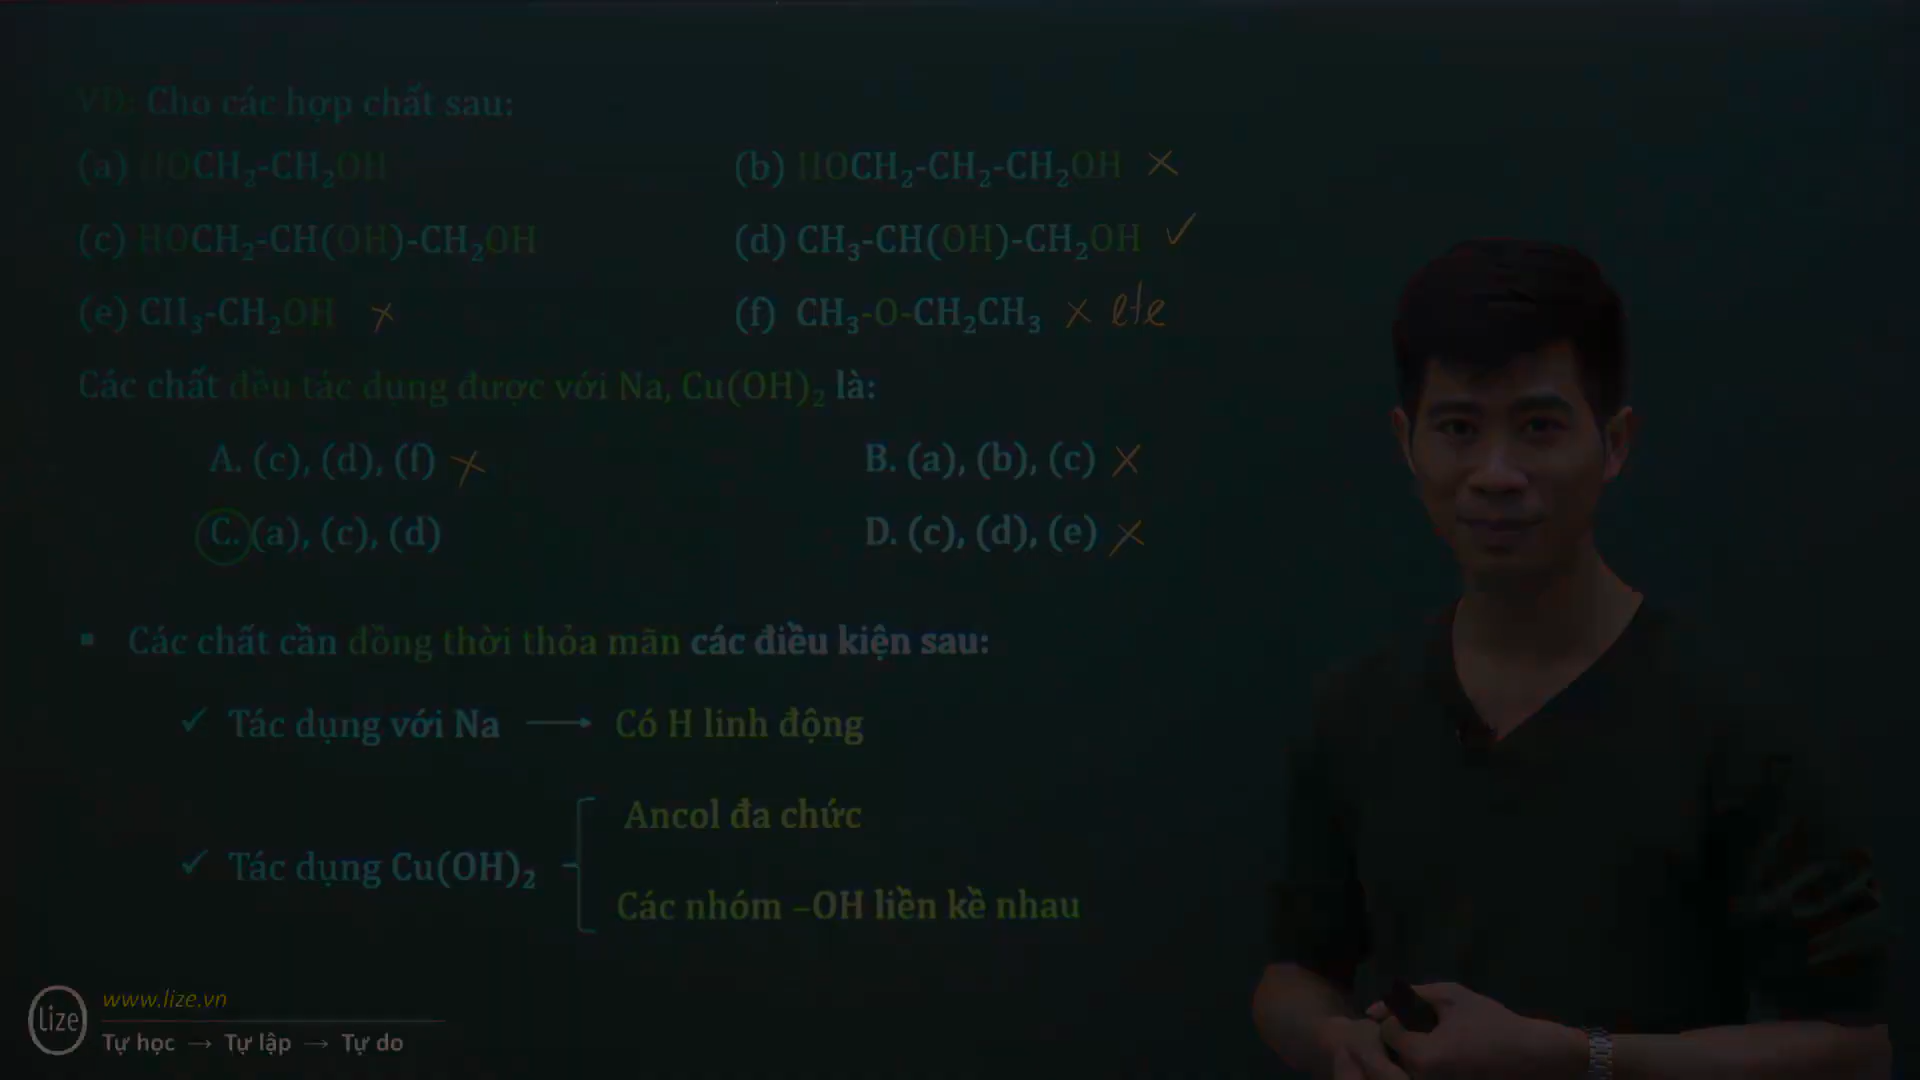 VD: Cho các hợp chất sau:
(a) HOCH₂-CH₂OH
(b) HOCH₂-CH₂-CH₂OH ×
(c) HOCH₂-CH(OH)-CH₂OH
(d) CH₃-CH(OH)-CH₂OH ✓
(e) CH₃-CH₂OH ×
(f) CH₃-O-CH₂CH₃ × ete
Các chất đều tác dụng được với Na, Cu(OH)₂ là:
A. (c), (d), (f) ×
B. (a), (b), (c) ×
C. (a), (c), (d)
D. (c), (d), (e) ×
▪ Các chất cần đồng thời thỏa mãn các điều kiện sau:
✓ Tác dụng với Na → Có H linh động
Ancol đa chức
✓ Tác dụng Cu(OH)₂
Các nhóm –OH liền kề nhau
lize
www.lize.vn
Tự học → Tự lập → Tự do